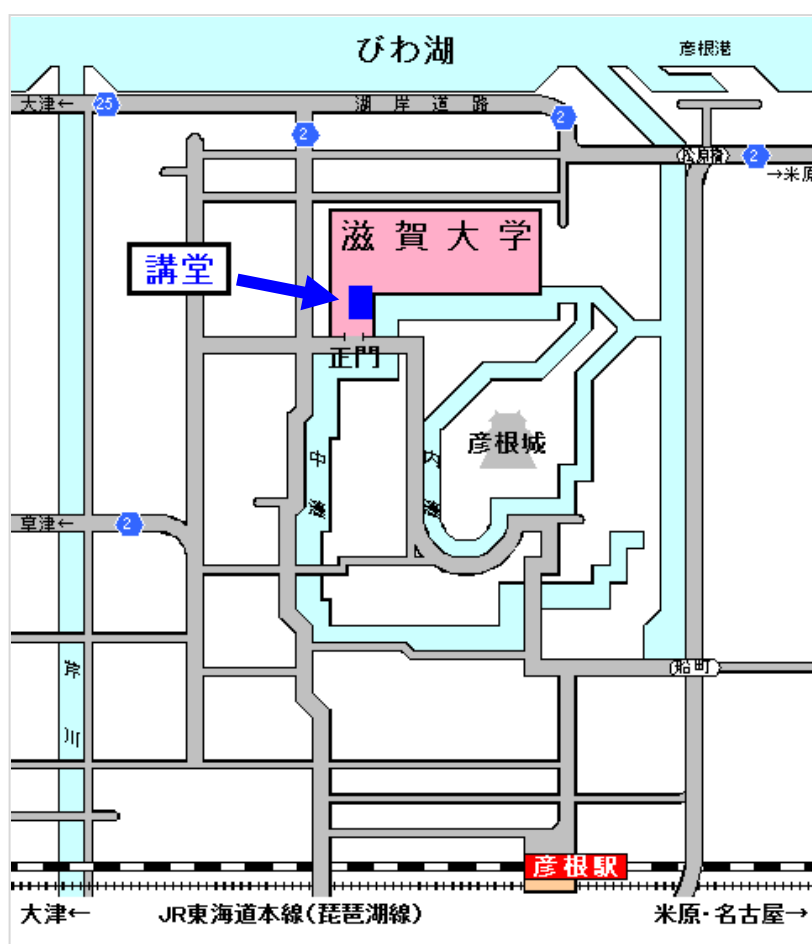 びわ湖
彦根港
大津←
25
湖岸道路
2
2
松原橋
2
→米原
滋賀大学
講堂
正門
彦根城
中濠
内濠
草津←
2
船町
芹川
彦根駅
大津←
JR東海道本線(琵琶湖線)
米原・名古屋→